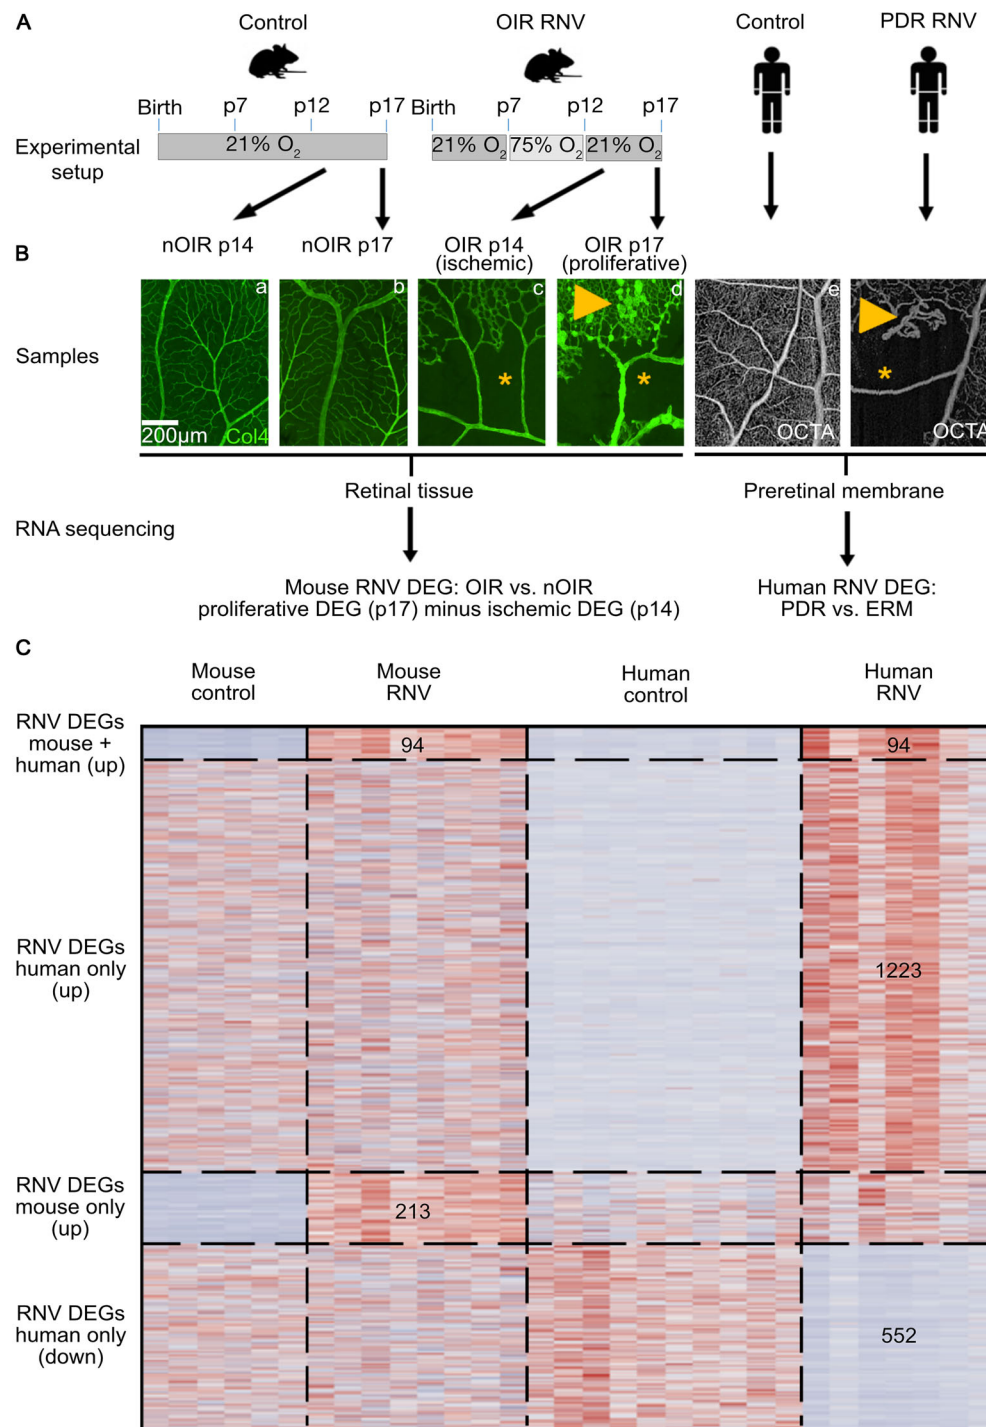 A
Control
OIR RNV
Control
PDR RNV
Birth p7 p12 p17
Birth p7 p12 p17
Experimental
setup
21% O2
21% O2 75% O2 21% O2
nOIR p14
nOIR p17
OIR p14
(ischemic)
OIR p17
(proliferative)
B
Samples
a
b
c
d
e
200µm
Col4
*
*
*
OCTA
OCTA
Retinal tissue
Preretinal membrane
RNA sequencing
Mouse RNV DEG: OIR vs. nOIR
proliferative DEG (p17) minus ischemic DEG (p14)
Human RNV DEG:
PDR vs. ERM
C
Mouse
control
Mouse
RNV
Human
control
Human
RNV
RNV DEGs
mouse +
human (up)
94
94
RNV DEGs
human only
(up)
1223
RNV DEGs
mouse only
(up)
213
RNV DEGs
human only
(down)
552